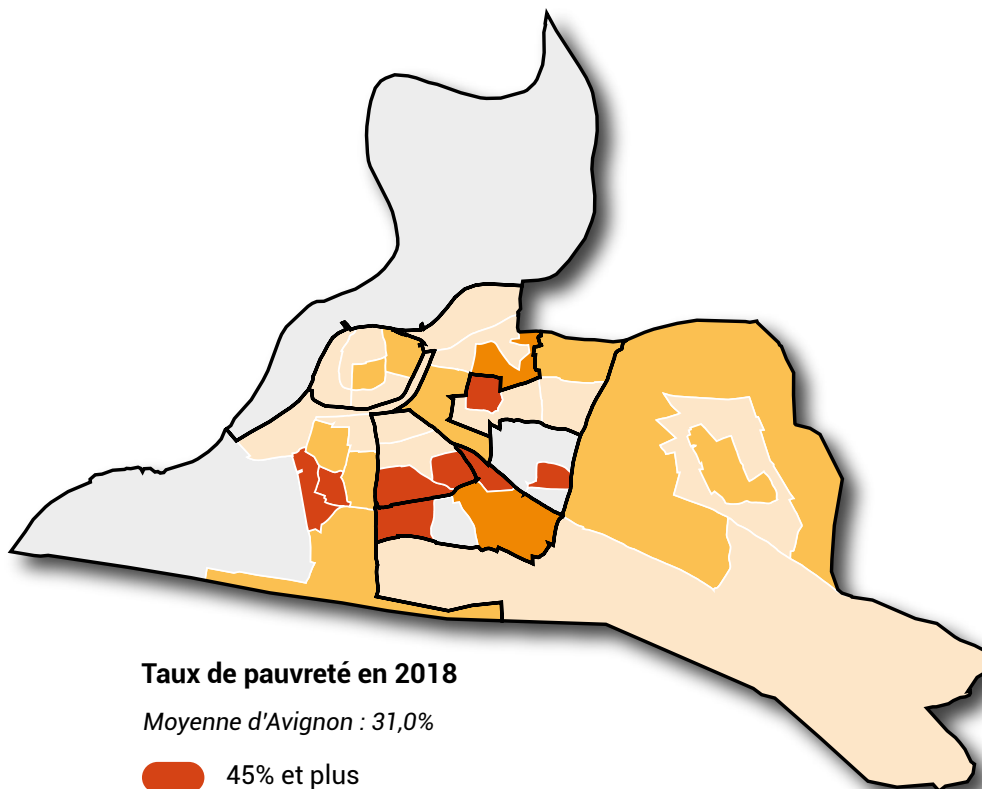 Taux de pauvreté en 2018
Moyenne d'Avignon : 31,0%
45% et plus